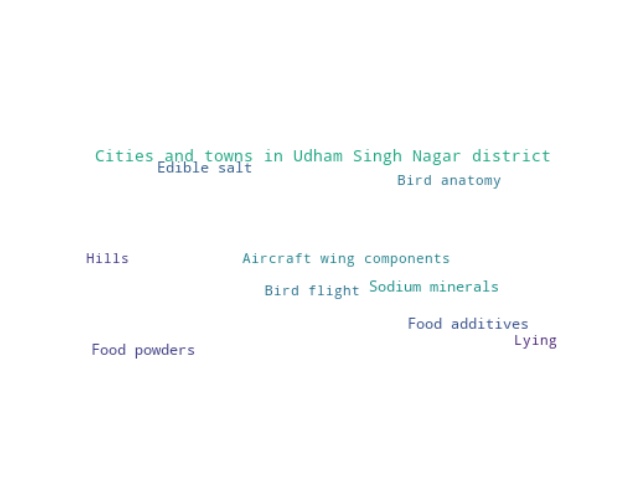 Cities and towns in Udham Singh Nagar district
Edible salt
Bird anatomy
Hills
Aircraft wing components
Bird flight
Sodium minerals
Food additives
Lying
Food powders